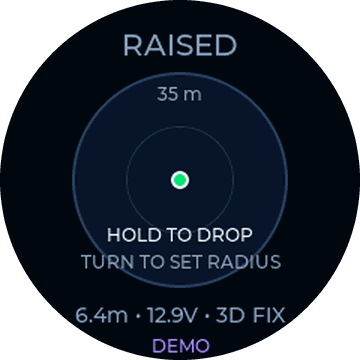 RAISED
35 m
HOLD TO DROP
TURN TO SET RADIUS
6.4m · 12.9V · 3D FIX
DEMO